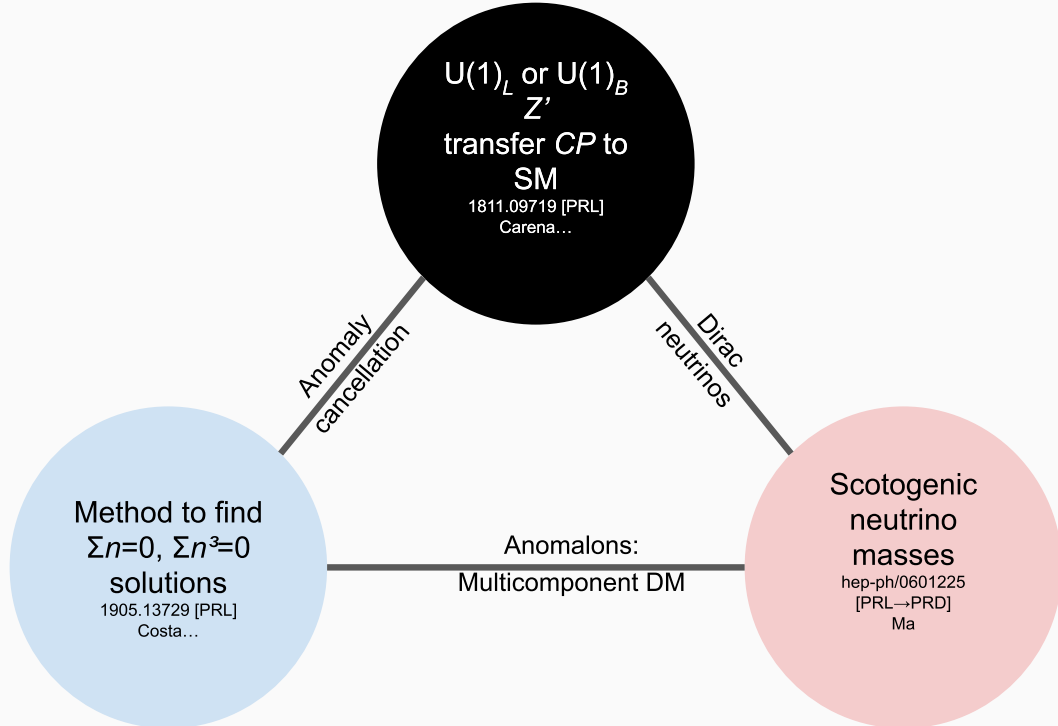 U(1)L or U(1)B
Z’
transfer CP to
SM
1811.09719 [PRL]
Carena…
Anomaly
cancellation
Dirac
neutrinos
Method to find
Σn=0, Σn³=0
solutions
1905.13729 [PRL]
Costa…
Anomalons:
Multicomponent DM
Scotogenic
neutrino
masses
hep-ph/0601225
[PRL→PRD]
Ma